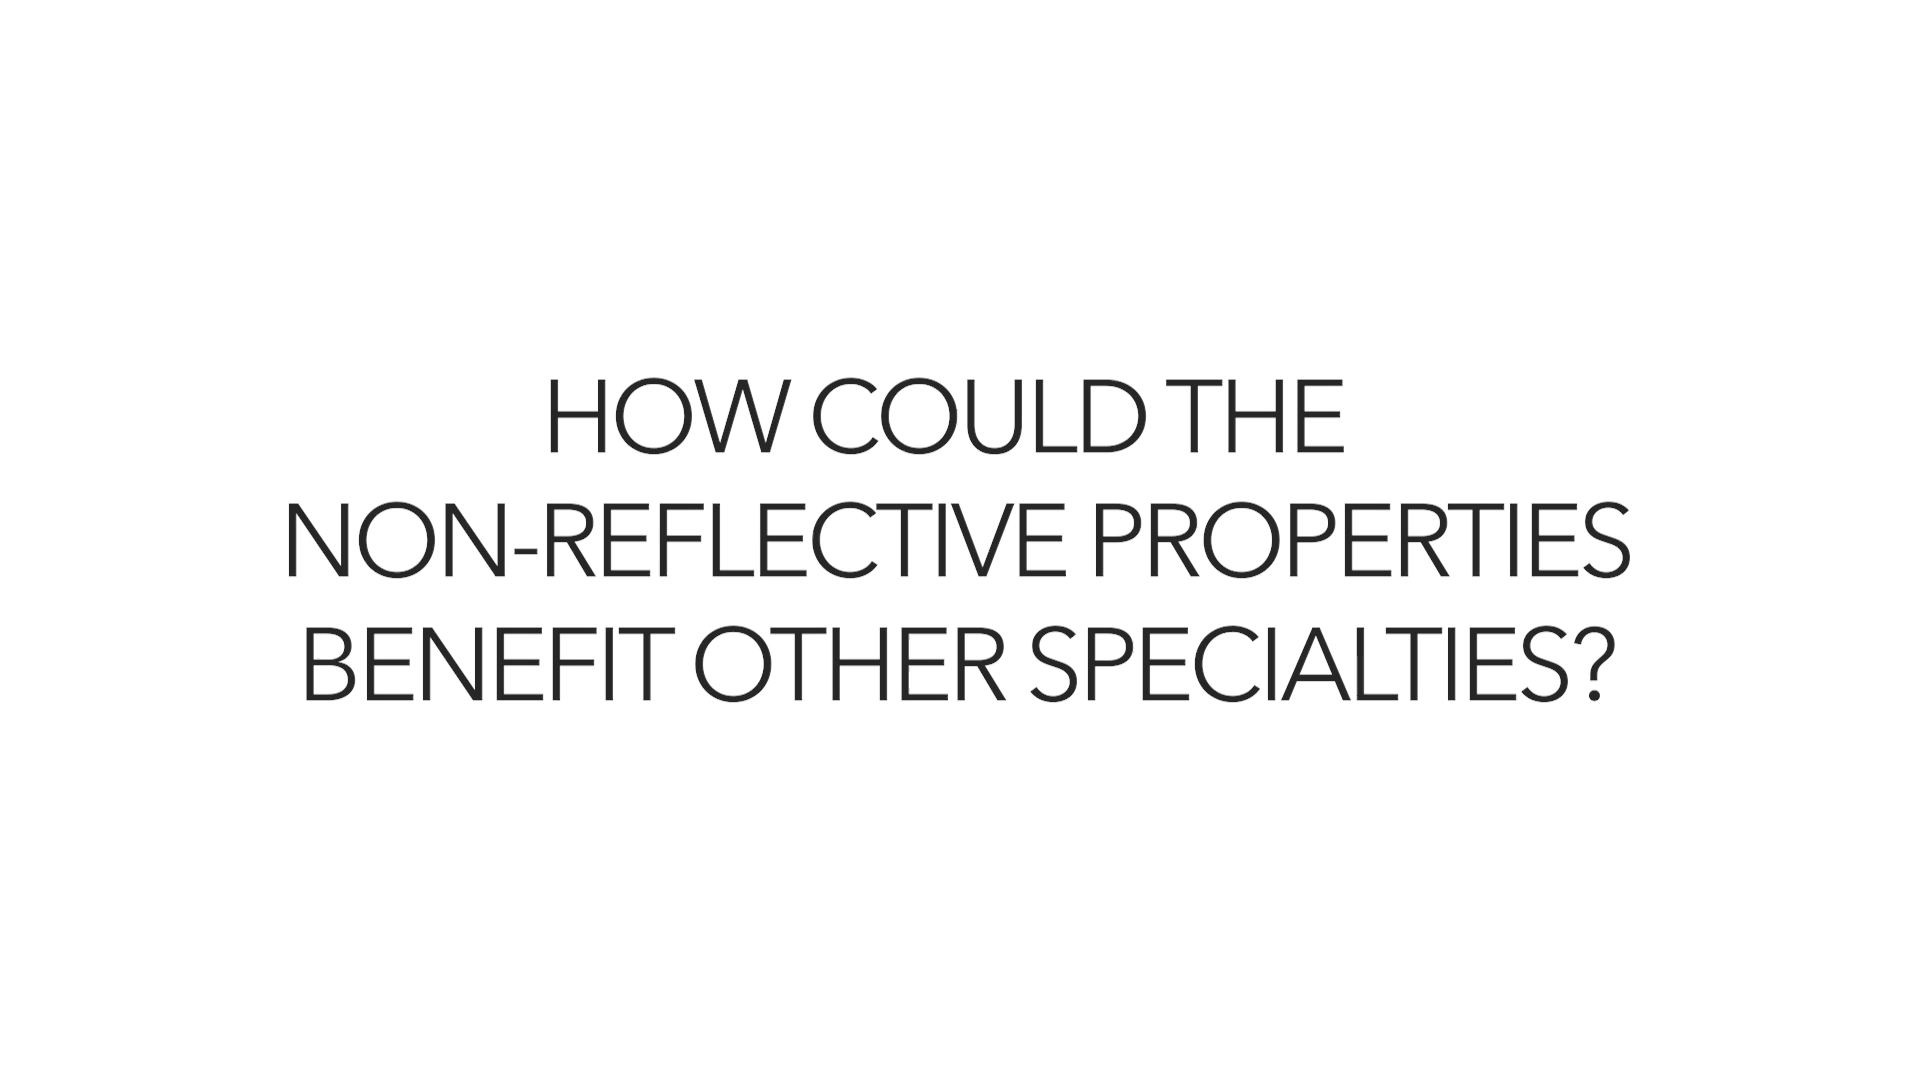 HOW COULD THE
NON-REFLECTIVE PROPERTIES
BENEFIT OTHER SPECIALTIES?